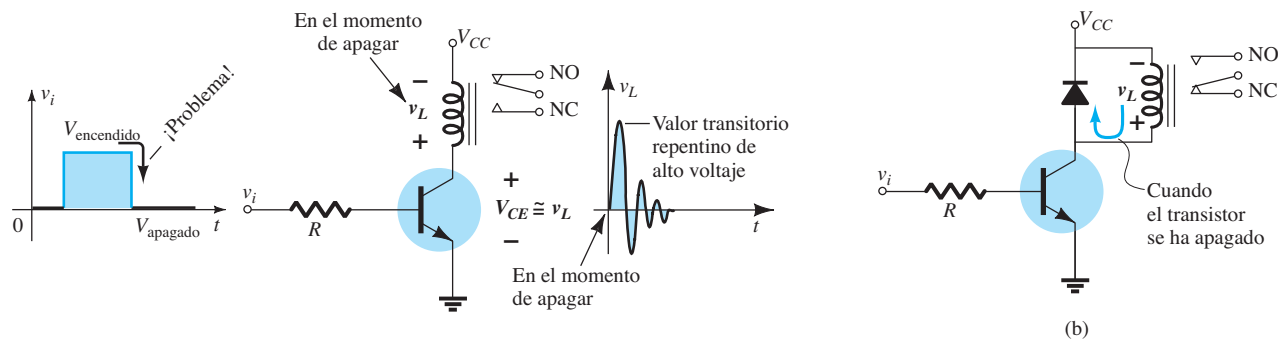 v_i
V_encendido
¡Problema!
0
V_apagado
t
En el momento
de apagar
V_CC
−
v_L
+
NO
NC
v_i
R
+
V_CE ≅ v_L
−
v_L
Valor transitorio
repentino de
alto voltaje
t
En el momento
de apagar
V_CC
−
v_L
+
NO
NC
v_i
R
Cuando
el transistor
se ha apagado
(b)